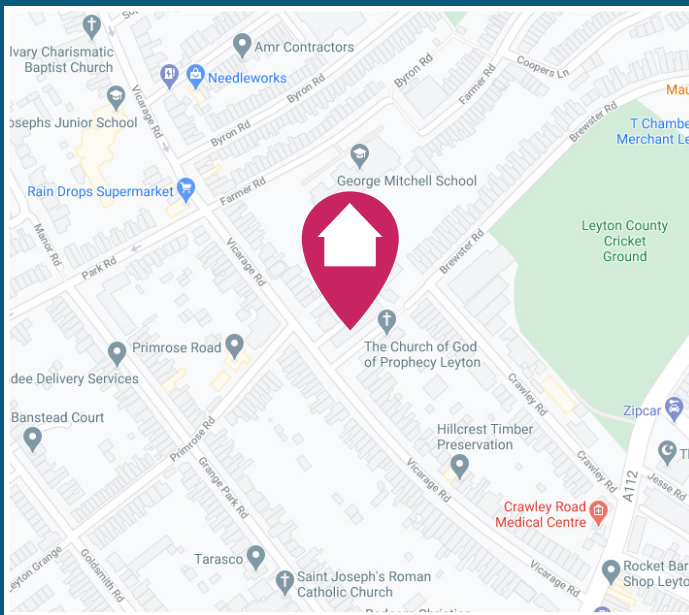 Amr Contractors
lvary Charismatic
Baptist Church
Needleworks
Byron Rd
Byron Rd
Byron Rd
Coopers Ln
Farmer Rd
Vicarage Rd
osephs Junior School
Brewster Rd
T Chambe
Merchant Le
George Mitchell School
Rain Drops Supermarket
Farmer Rd
Manor Rd
Park Rd
Vicarage Rd
Brewster Rd
Leyton County
Cricket
Ground
Primrose Road
The Church of God
of Prophecy Leyton
dee Delivery Services
Crawley Rd
Banstead Court
Primrose Rd
Zipcar
Hillcrest Timber
Preservation
Grange Park Rd
Vicarage Rd
Crawley Rd
A112
Jesse Rd
Crawley Road
Medical Centre
eyton Grange
Goldsmith Rd
Tarasco
Saint Joseph's Roman
Catholic Church
Vicarage Rd
Rocket Bar
Shop Leyto